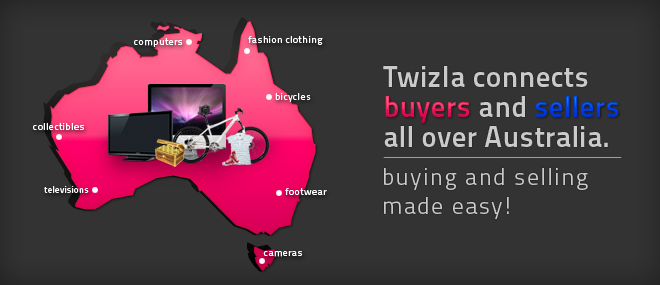 computers
fashion clothing
bicycles
collectibles
televisions
footwear
cameras
Twizla connects
buyers and sellers
all over Australia.
buying and selling
made easy!